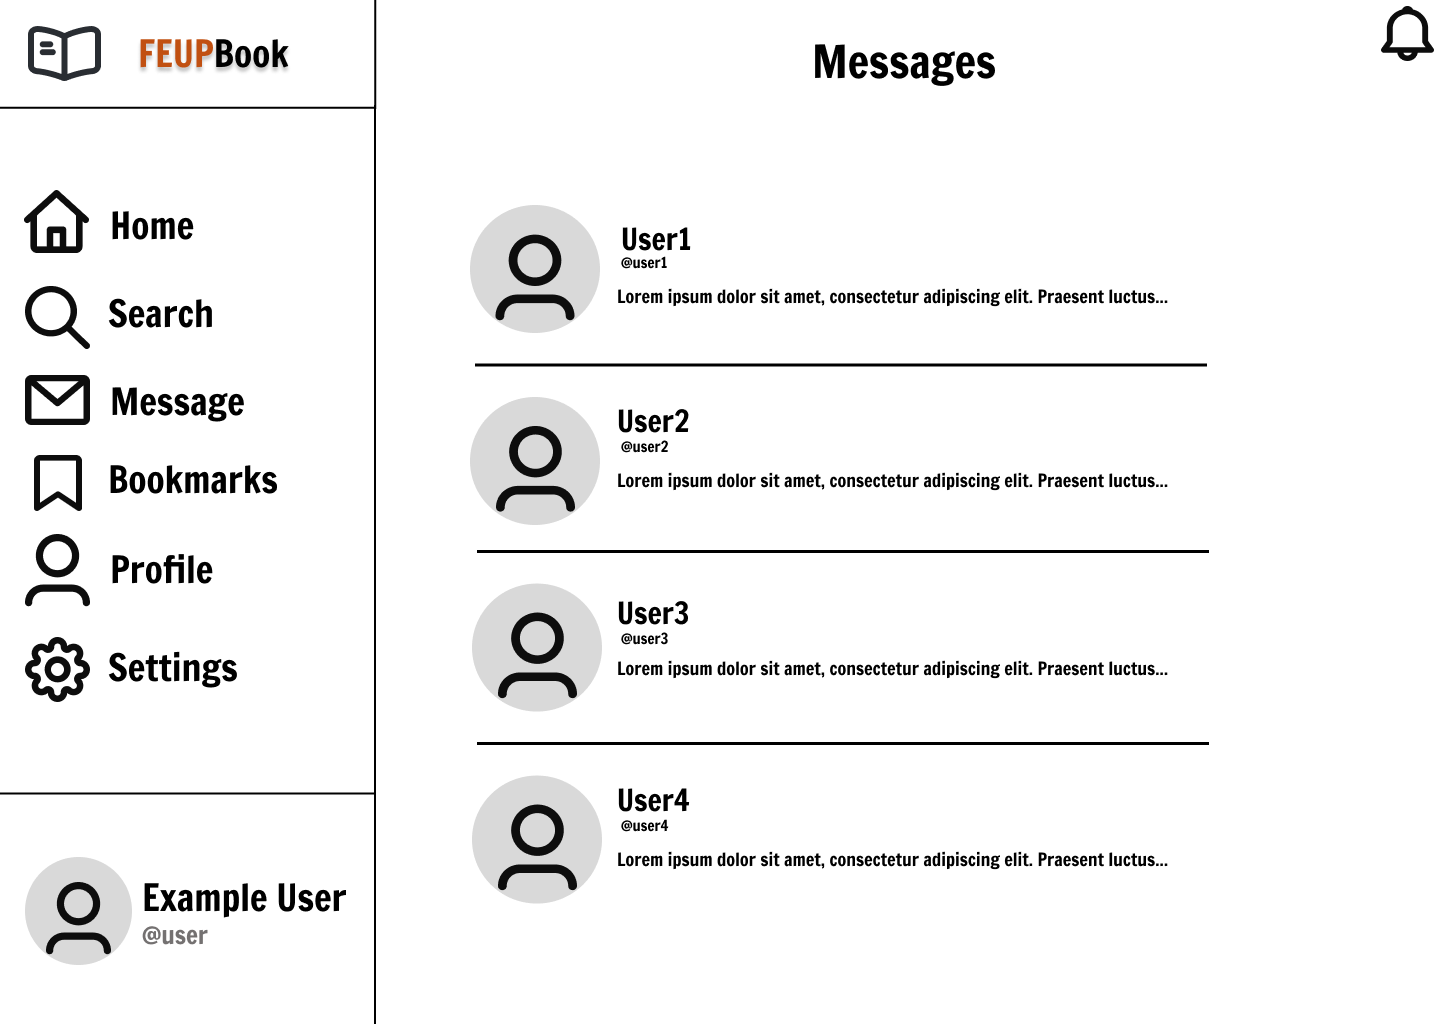 FEUPBook
Messages
Home
Search
Message
Bookmarks
Profile
Settings
Example User
@user
User1
@user1
Lorem ipsum dolor sit amet, consectetur adipiscing elit. Praesent luctus...
User2
@user2
Lorem ipsum dolor sit amet, consectetur adipiscing elit. Praesent luctus...
User3
@user3
Lorem ipsum dolor sit amet, consectetur adipiscing elit. Praesent luctus...
User4
@user4
Lorem ipsum dolor sit amet, consectetur adipiscing elit. Praesent luctus...